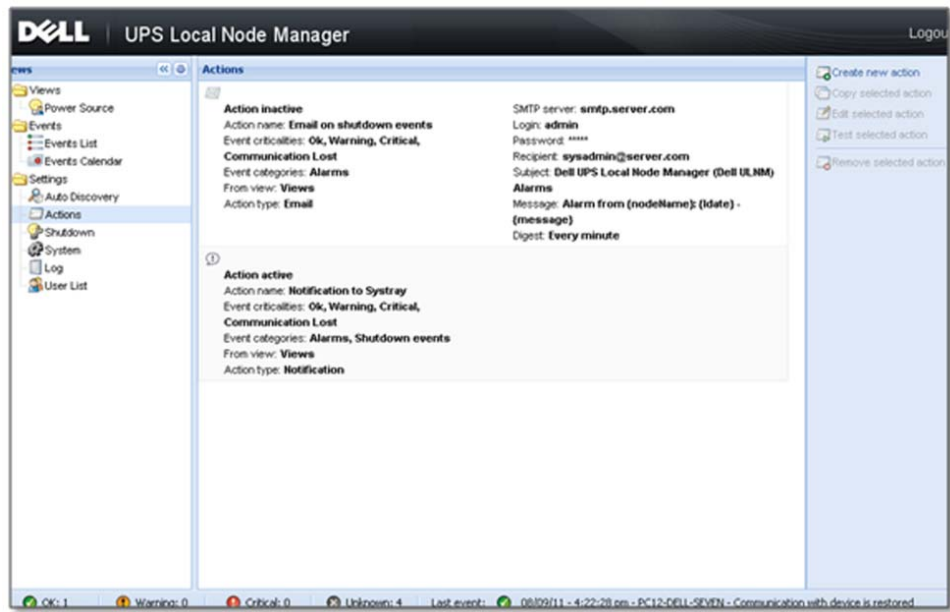 DELL UPS Local Node Manager
Logou
ews
Views
Power Source
Events
Events List
Events Calendar
Settings
Auto Discovery
Actions
Shutdown
System
Log
User List
Actions
Action inactive
Action name: Email on shutdown events
Event criticalities: Ok, Warning, Critical,
Communication Lost
Event categories: Alarms
From view: Views
Action type: Email
SMTP server: smtp.server.com
Login: admin
Password: *****
Recipient: sysadmin@server.com
Subject: Dell UPS Local Node Manager (Dell ULNM)
Alarms
Message: Alarm from {nodeName}: {ldate} -
{message}
Digest: Every minute
Action active
Action name: Notification to Systray
Event criticalities: Ok, Warning, Critical,
Communication Lost
Event categories: Alarms, Shutdown events
From view: Views
Action type: Notification
Create new action
Copy selected action
Edit selected action
Test selected action
Remove selected action
OK: 1 Warning: 0 Critical: 0 Unknown: 4 Last event: 08/09/11 - 4:22:28 pm - PC12-DELL-SEVEN - Communication with device is restored